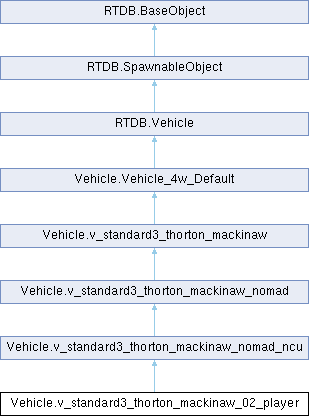 RTDB.BaseObject
RTDB.SpawnableObject
RTDB.Vehicle
Vehicle.Vehicle_4w_Default
Vehicle.v_standard3_thorton_mackinaw
Vehicle.v_standard3_thorton_mackinaw_nomad
Vehicle.v_standard3_thorton_mackinaw_nomad_ncu
Vehicle.v_standard3_thorton_mackinaw_02_player